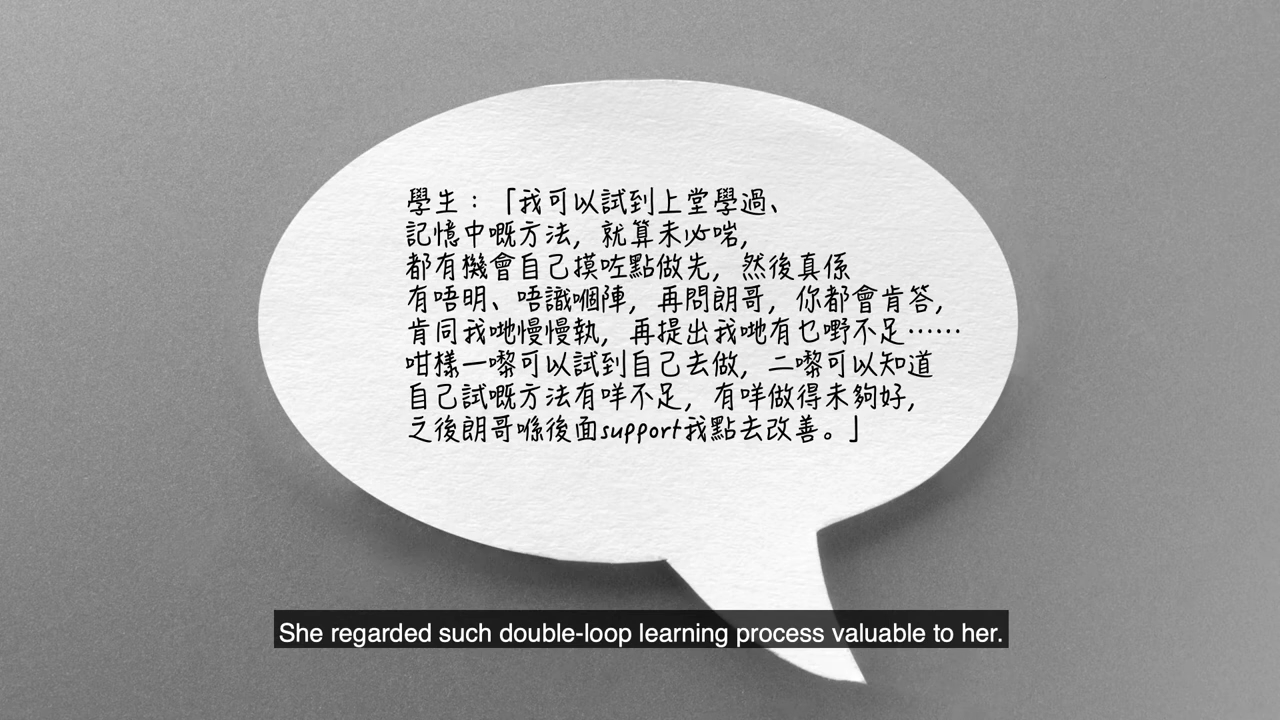 學生：「我可以試到上堂學過、
記憶中嘅方法，就算未必啱，
都有機會自己摸咗點做先，然後真係
有唔明、唔識嗰陣，再問朗哥，你都會肯答，
肯同我哋慢慢執，再提出我哋有乜嘢不足……
咁樣一嚟可以試到自己去做，二嚟可以知道
自己試嘅方法有咩不足，有咩做得未夠好，
之後朗哥喺後面support我點去改善。」
She regarded such double-loop learning process valuable to her.